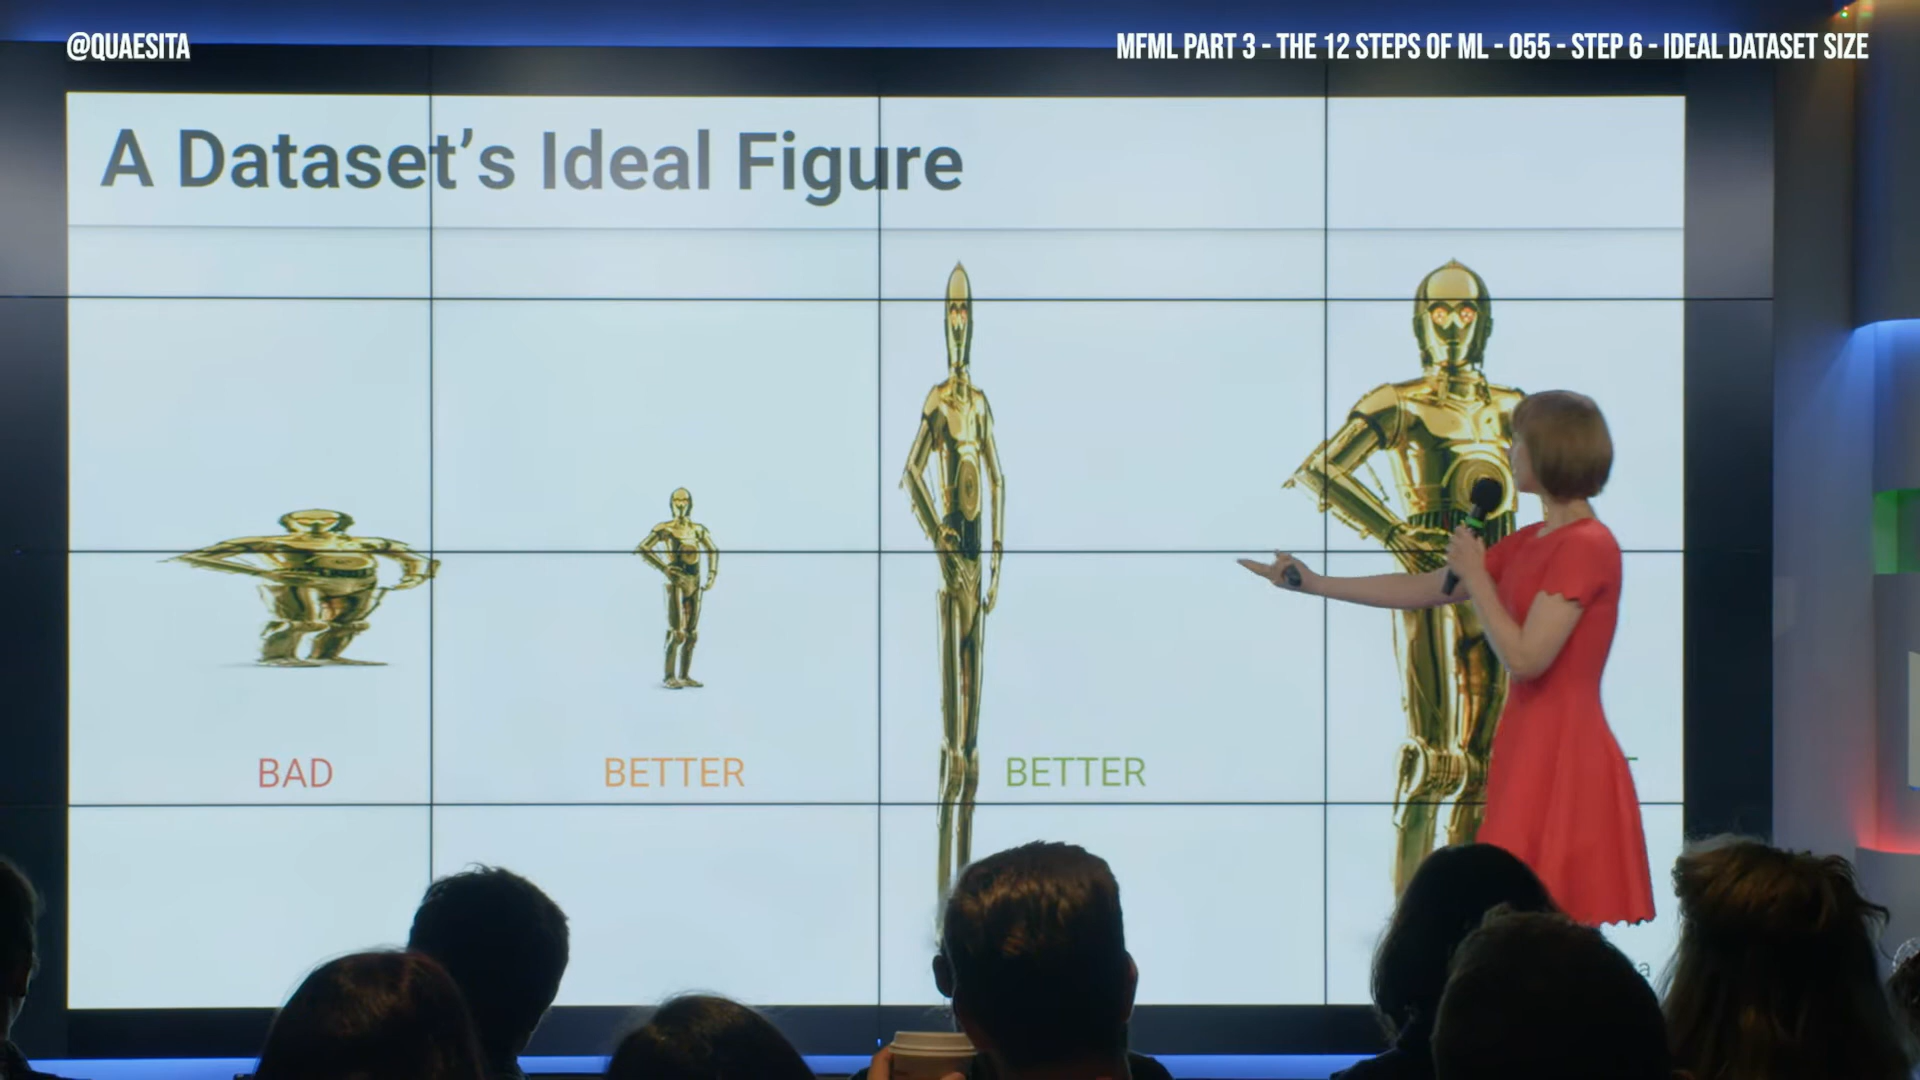 @QUAESITA
MFML PART 3 - THE 12 STEPS OF ML - 055 - STEP 6 - IDEAL DATASET SIZE
A Dataset's Ideal Figure
BAD
BETTER
BETTER